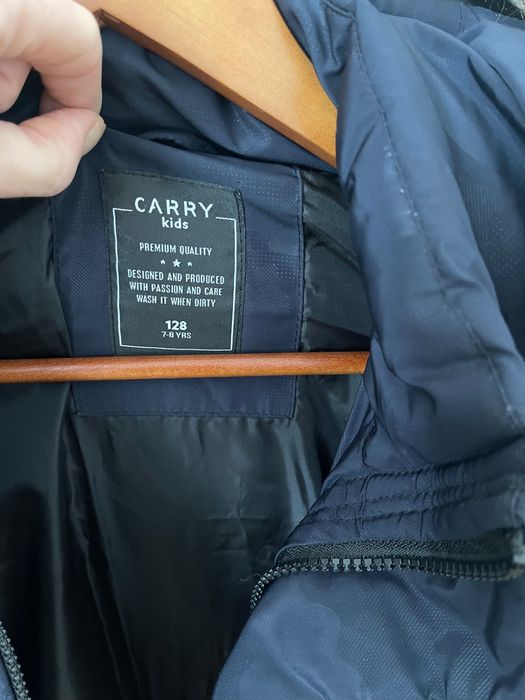 CARRY
kids
PREMIUM QUALITY
★ ★ ★
DESIGNED AND PRODUCED
WITH PASSION AND CARE
WASH IT WHEN DIRTY
128
7-8 YRS